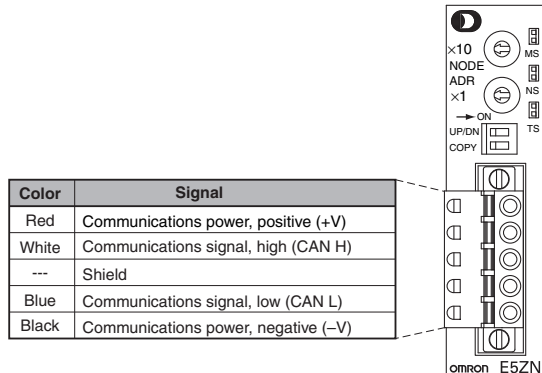 ×10
MS
NODE
ADR
NS
×1
→ ON
TS
UP/DN
COPY
Color Signal
Red Communications power, positive (+V)
White Communications signal, high (CAN H)
--- Shield
Blue Communications signal, low (CAN L)
Black Communications power, negative (–V)
OMRON E5ZN